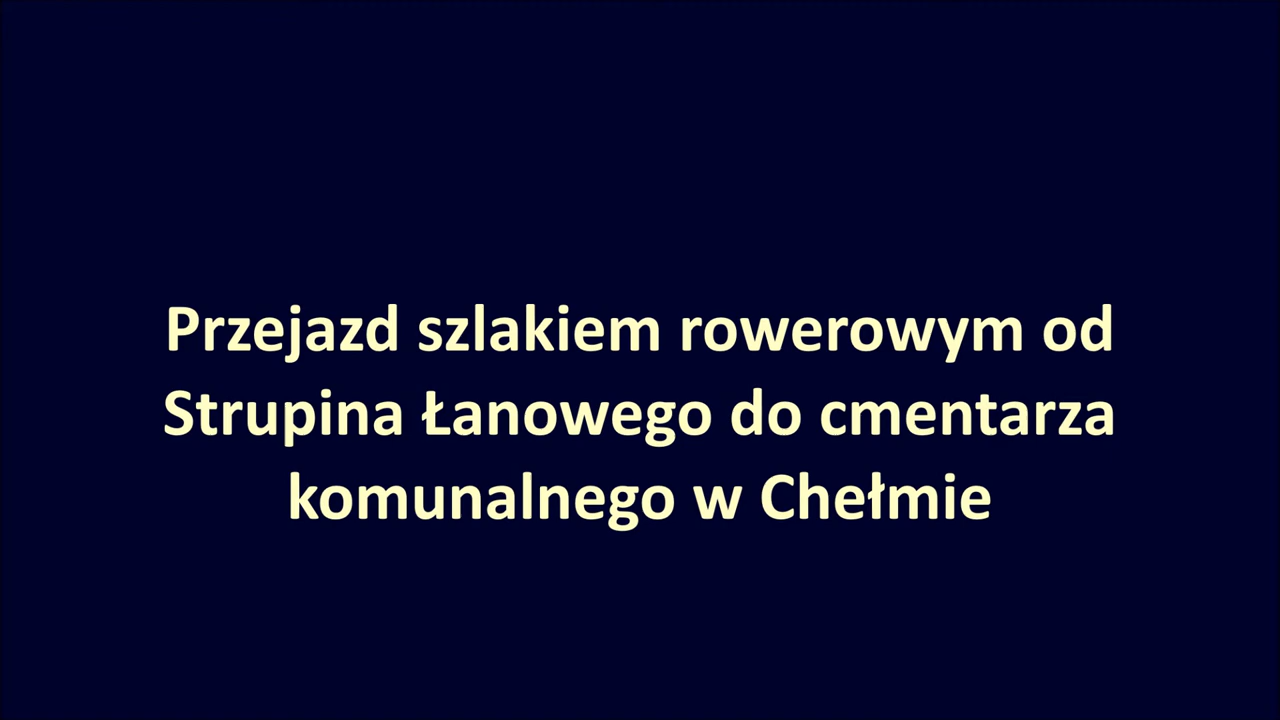 Przejazd szlakiem rowerowym od
Strupina Łanowego do cmentarza
komunalnego w Chełmie